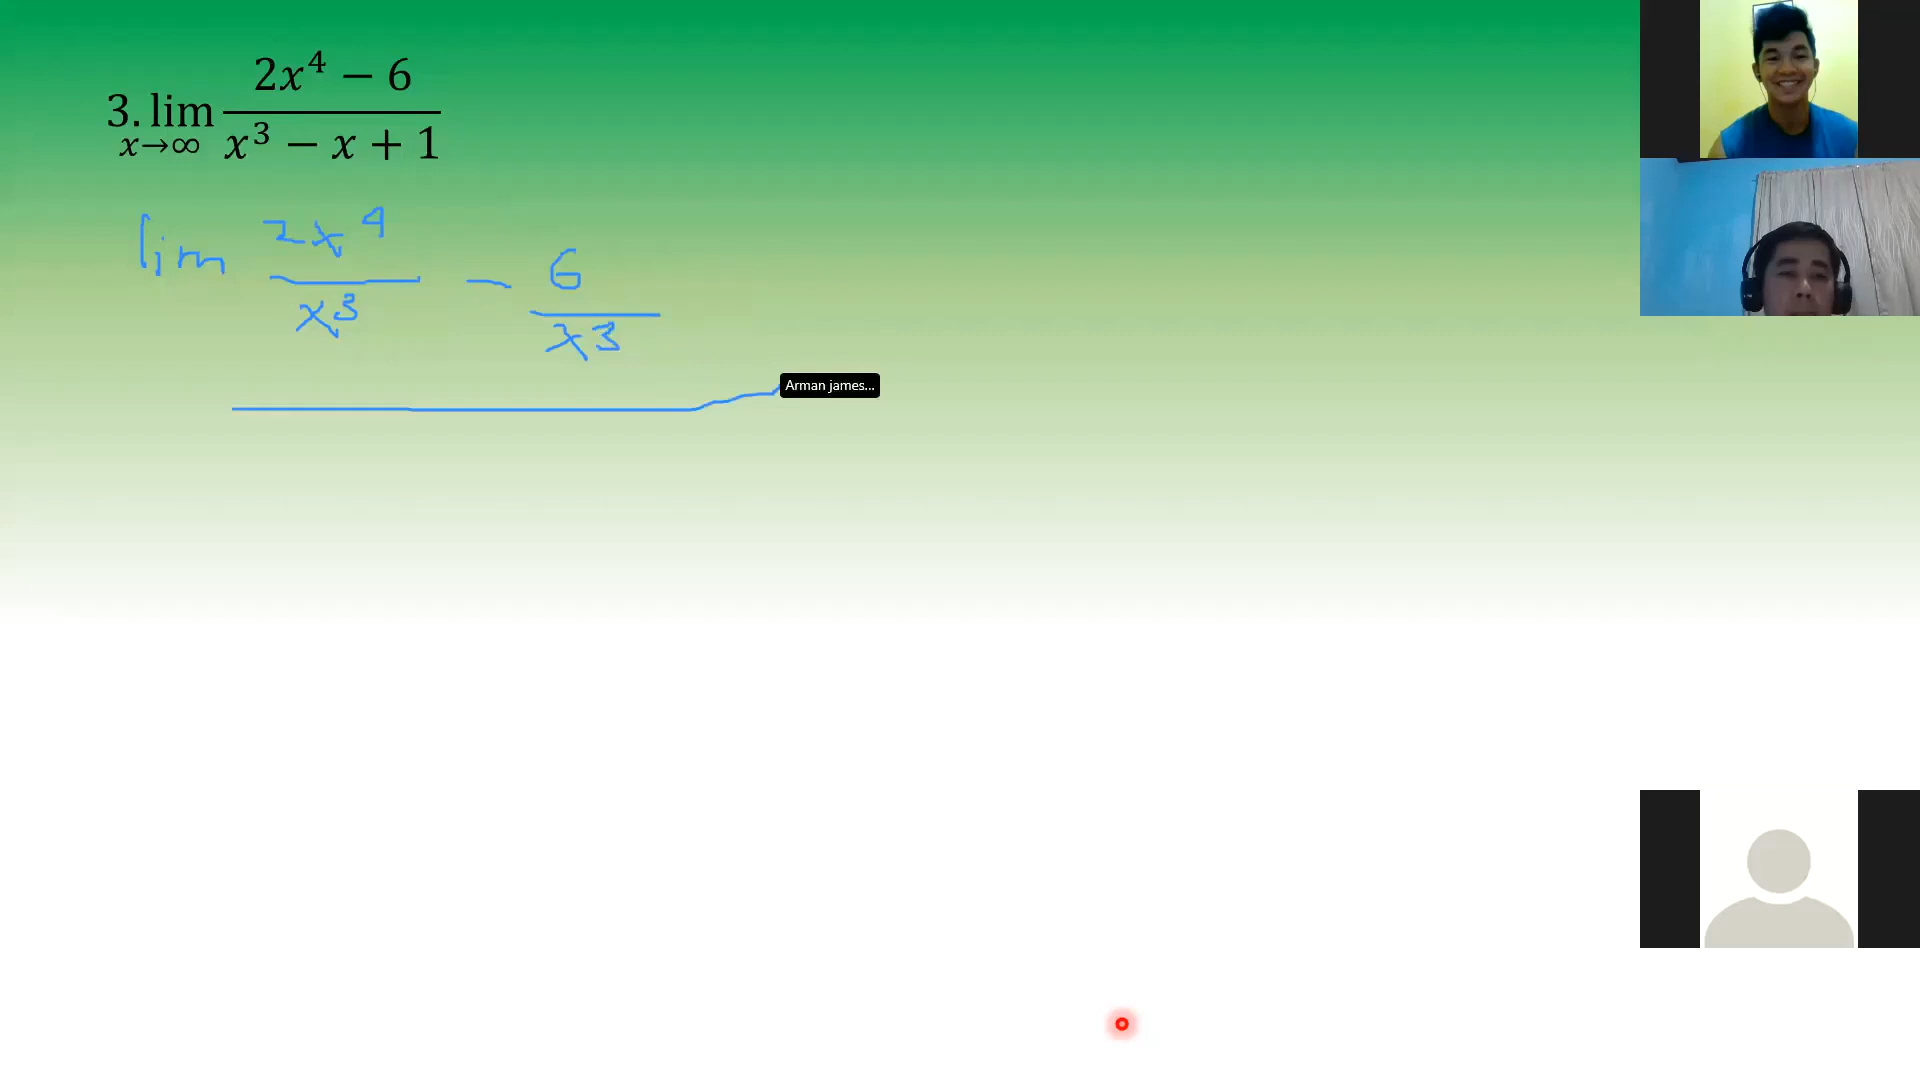 3. lim 2x⁴ − 6
x→∞ x³ − x + 1
lim 2x⁴ − 6
x³ x³
Arman james...